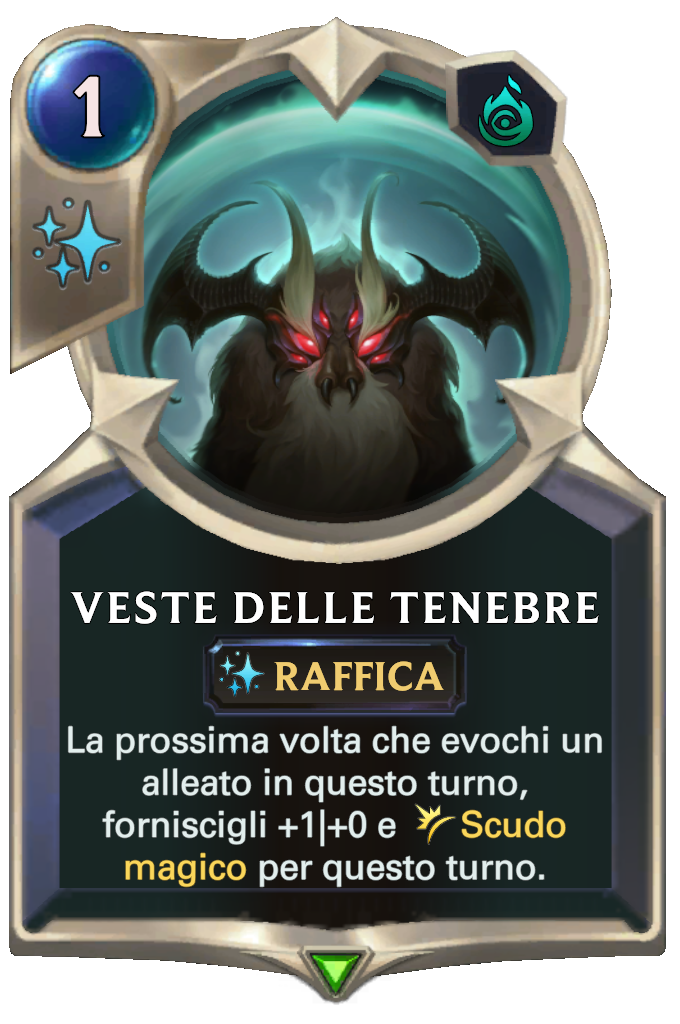 1
VESTE DELLE TENEBRE
RAFFICA
La prossima volta che evochi un
alleato in questo turno,
forniscigli +1|+0 e Scudo
magico per questo turno.